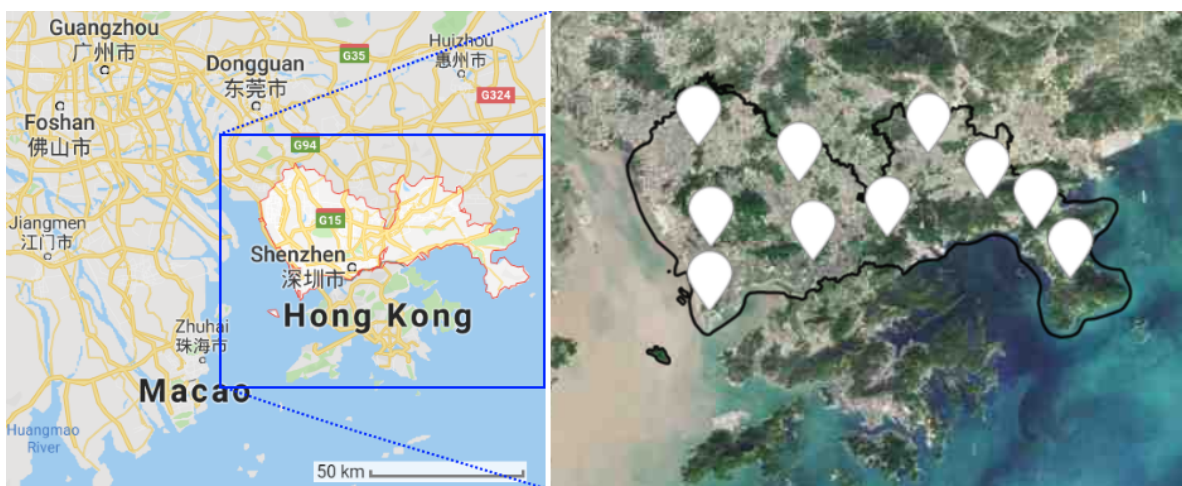 Guangzhou
广州市
Huizhou
惠州市
G35
Dongguan
东莞市
G324
Foshan
佛山市
G94
Jiangmen
江门市
G15
Shenzhen
深圳市
Hong Kong
Zhuhai
珠海市
Macao
Huangmao
River
50 km